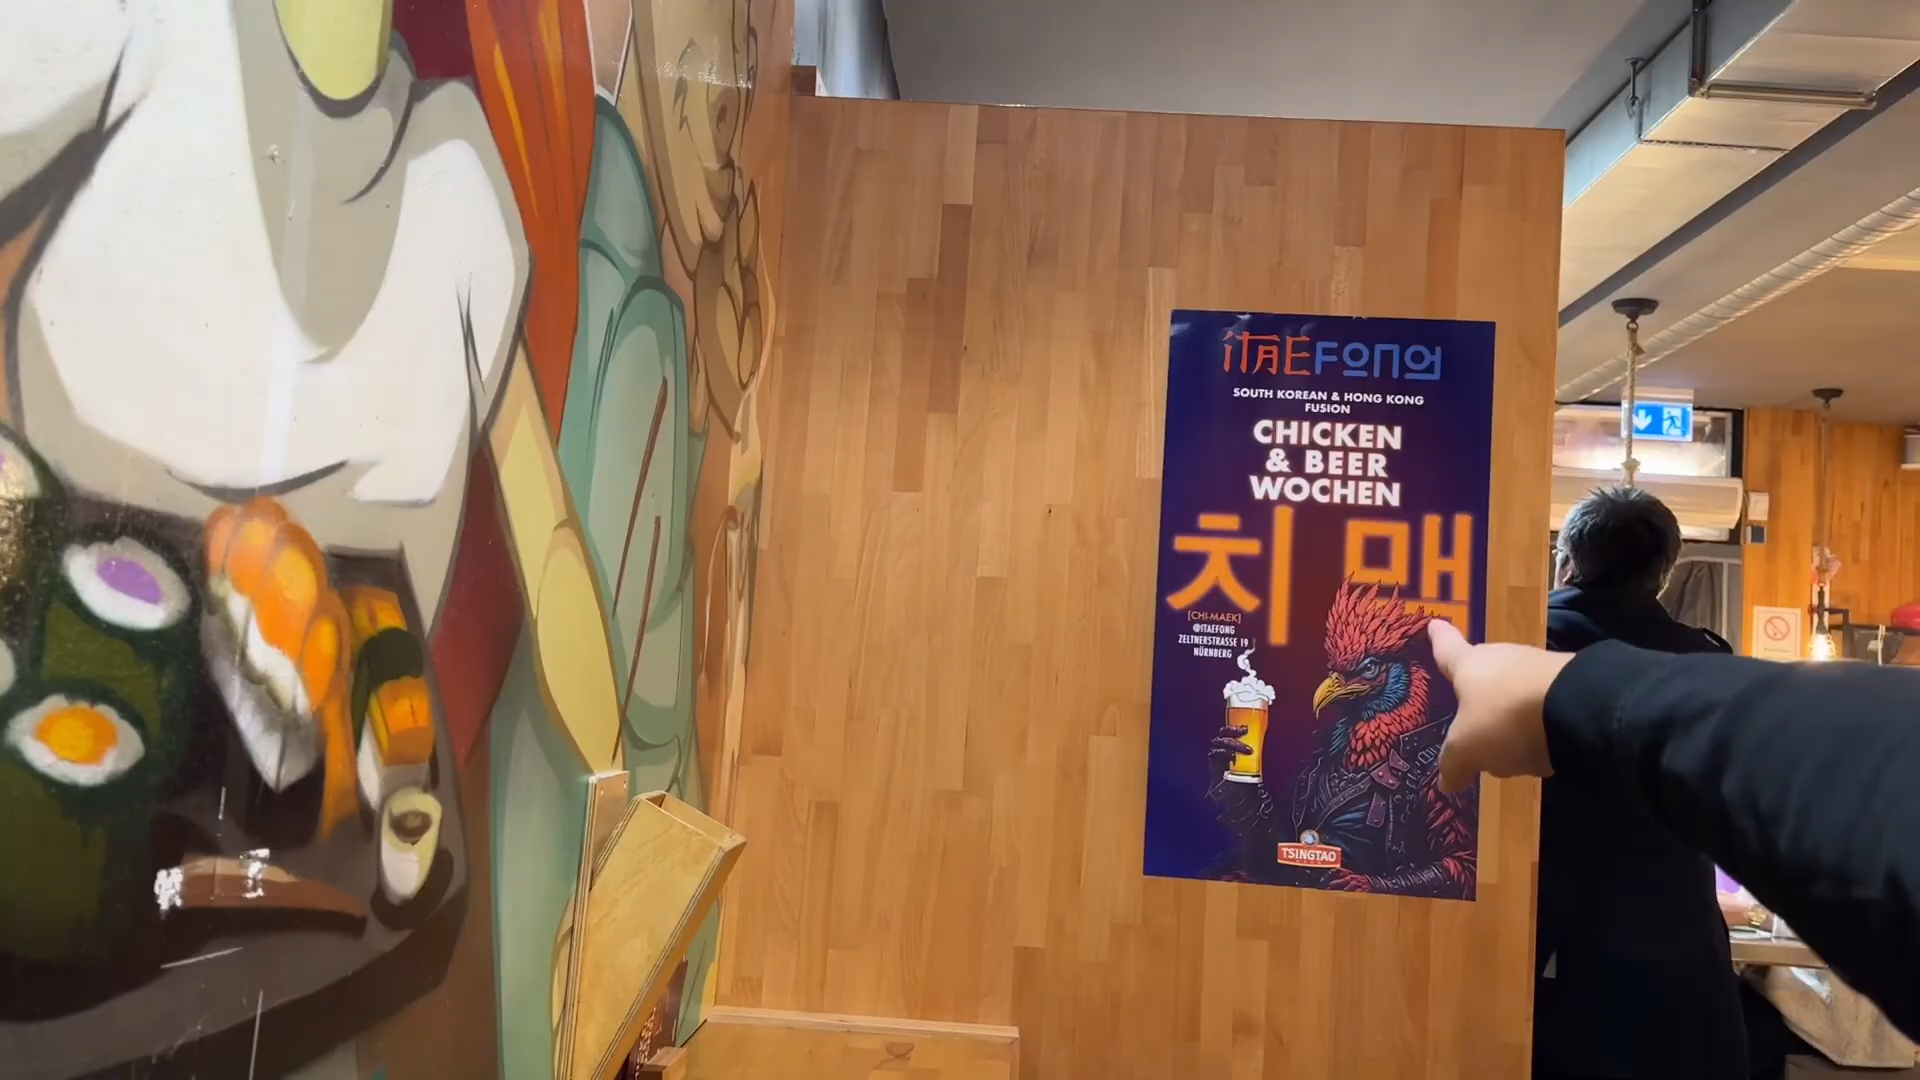 iTAEFONG
SOUTH KOREAN & HONG KONG
FUSION
CHICKEN
& BEER
WOCHEN
치맥
[CHI-MAEK]
@ITAEFONG
ZELTNERSTRASSE 19
NÜRNBERG
TSINGTAO